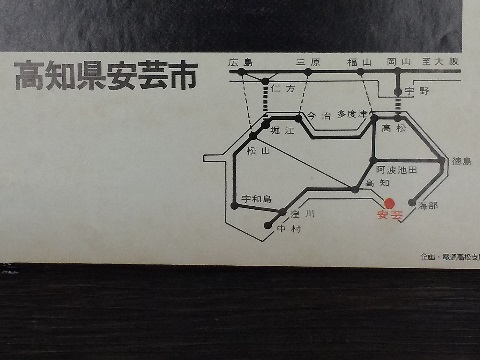 高知県安芸市
広島
三原
福山
岡山
至大阪
仁方
宇野
堀江
今治
多度津
高松
松山
阿波池田
徳島
高知
宇和島
窪川
中村
安芸
海部